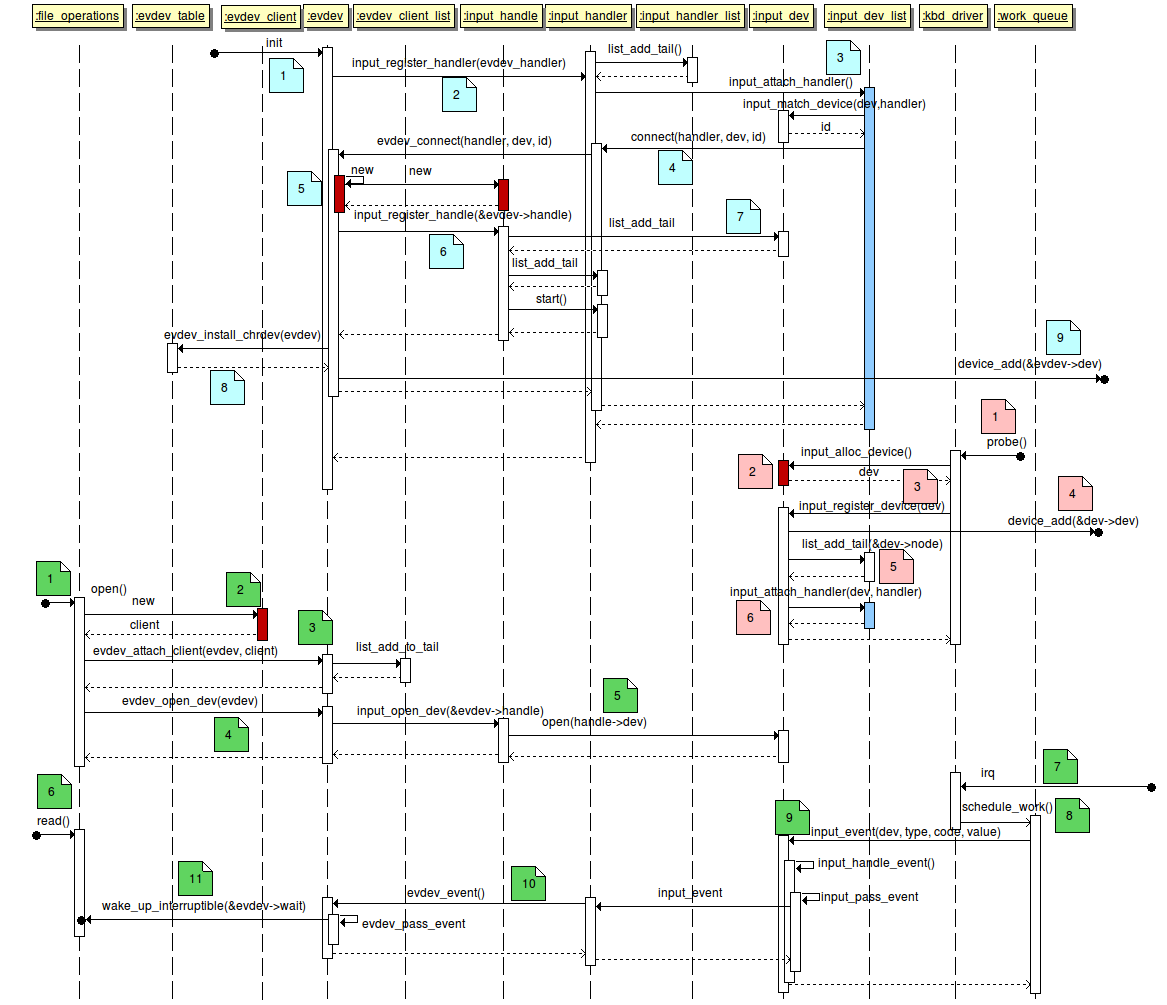 :file_operations :evdev_table :evdev_client :evdev :evdev_client_list :input_handle :input_handler :input_handler_list :input_dev :input_dev_list :kbd_driver :work_queue
init
list_add_tail()
3
input_register_handler(evdev_handler)
1
input_attach_handler()
2
input_match_device(dev,handler)
id
connect(handler, dev, id)
evdev_connect(handler, dev, id)
4
new new
5
input_register_handle(&evdev->handle)
7
list_add_tail
6
list_add_tail
start()
evdev_install_chrdev(evdev)
9
device_add(&evdev->dev)
8
1
probe()
input_alloc_device()
2
dev
3
4
input_register_device(dev)
device_add(&dev->dev)
list_add_tail(&dev->node)
5
1
open()
2
input_attach_handler(dev, handler)
new
6
client
3
list_add_to_tail
evdev_attach_client(evdev, client)
5
evdev_open_dev(evdev)
input_open_dev(&evdev->handle)
open(handle->dev)
4
7
irq
6
schedule_work()
8
read()
9
input_event(dev, type, code, value)
input_handle_event()
11
10
evdev_event()
input_event
input_pass_event
wake_up_interruptible(&evdev->wait)
evdev_pass_event